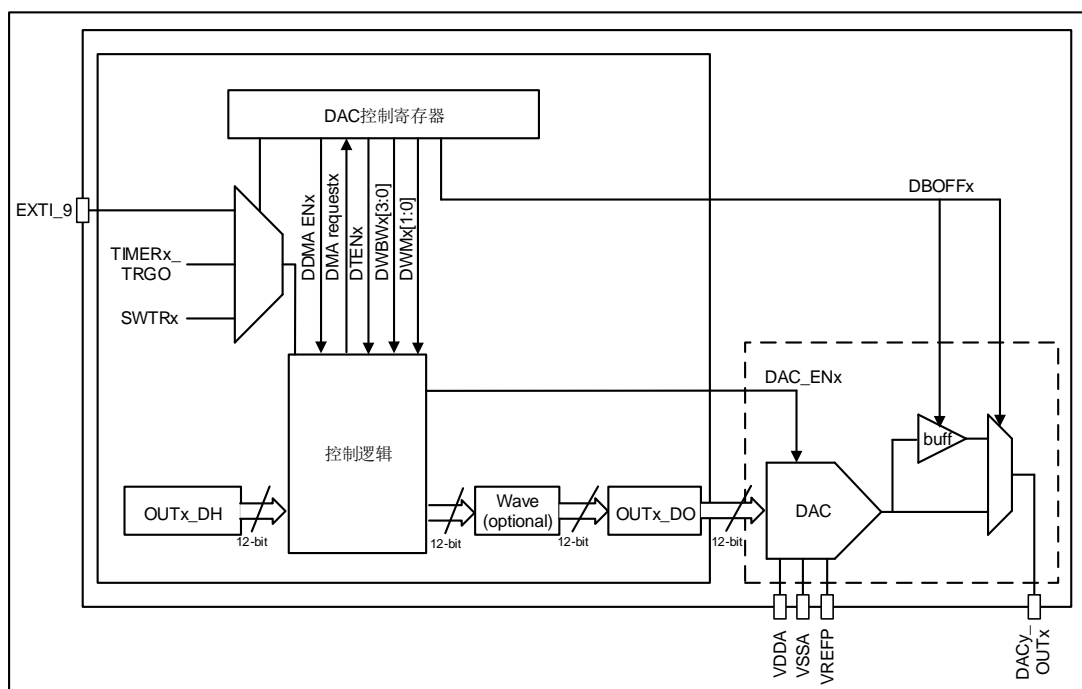 DAC控制寄存器
EXTI_9
TIMERx_
TRGO
SWTRx
DDMA ENx
DMA requestx
DTENx
DWBWx[3:0]
DWMx[1:0]
DBOFFx
DAC_ENx
控制逻辑
buff
OUTx_DH
12-bit
12-bit
Wave
(optional)
12-bit
OUTx_DO
12-bit
DAC
VDDA
VSSA
VREFP
DACy_
OUTx